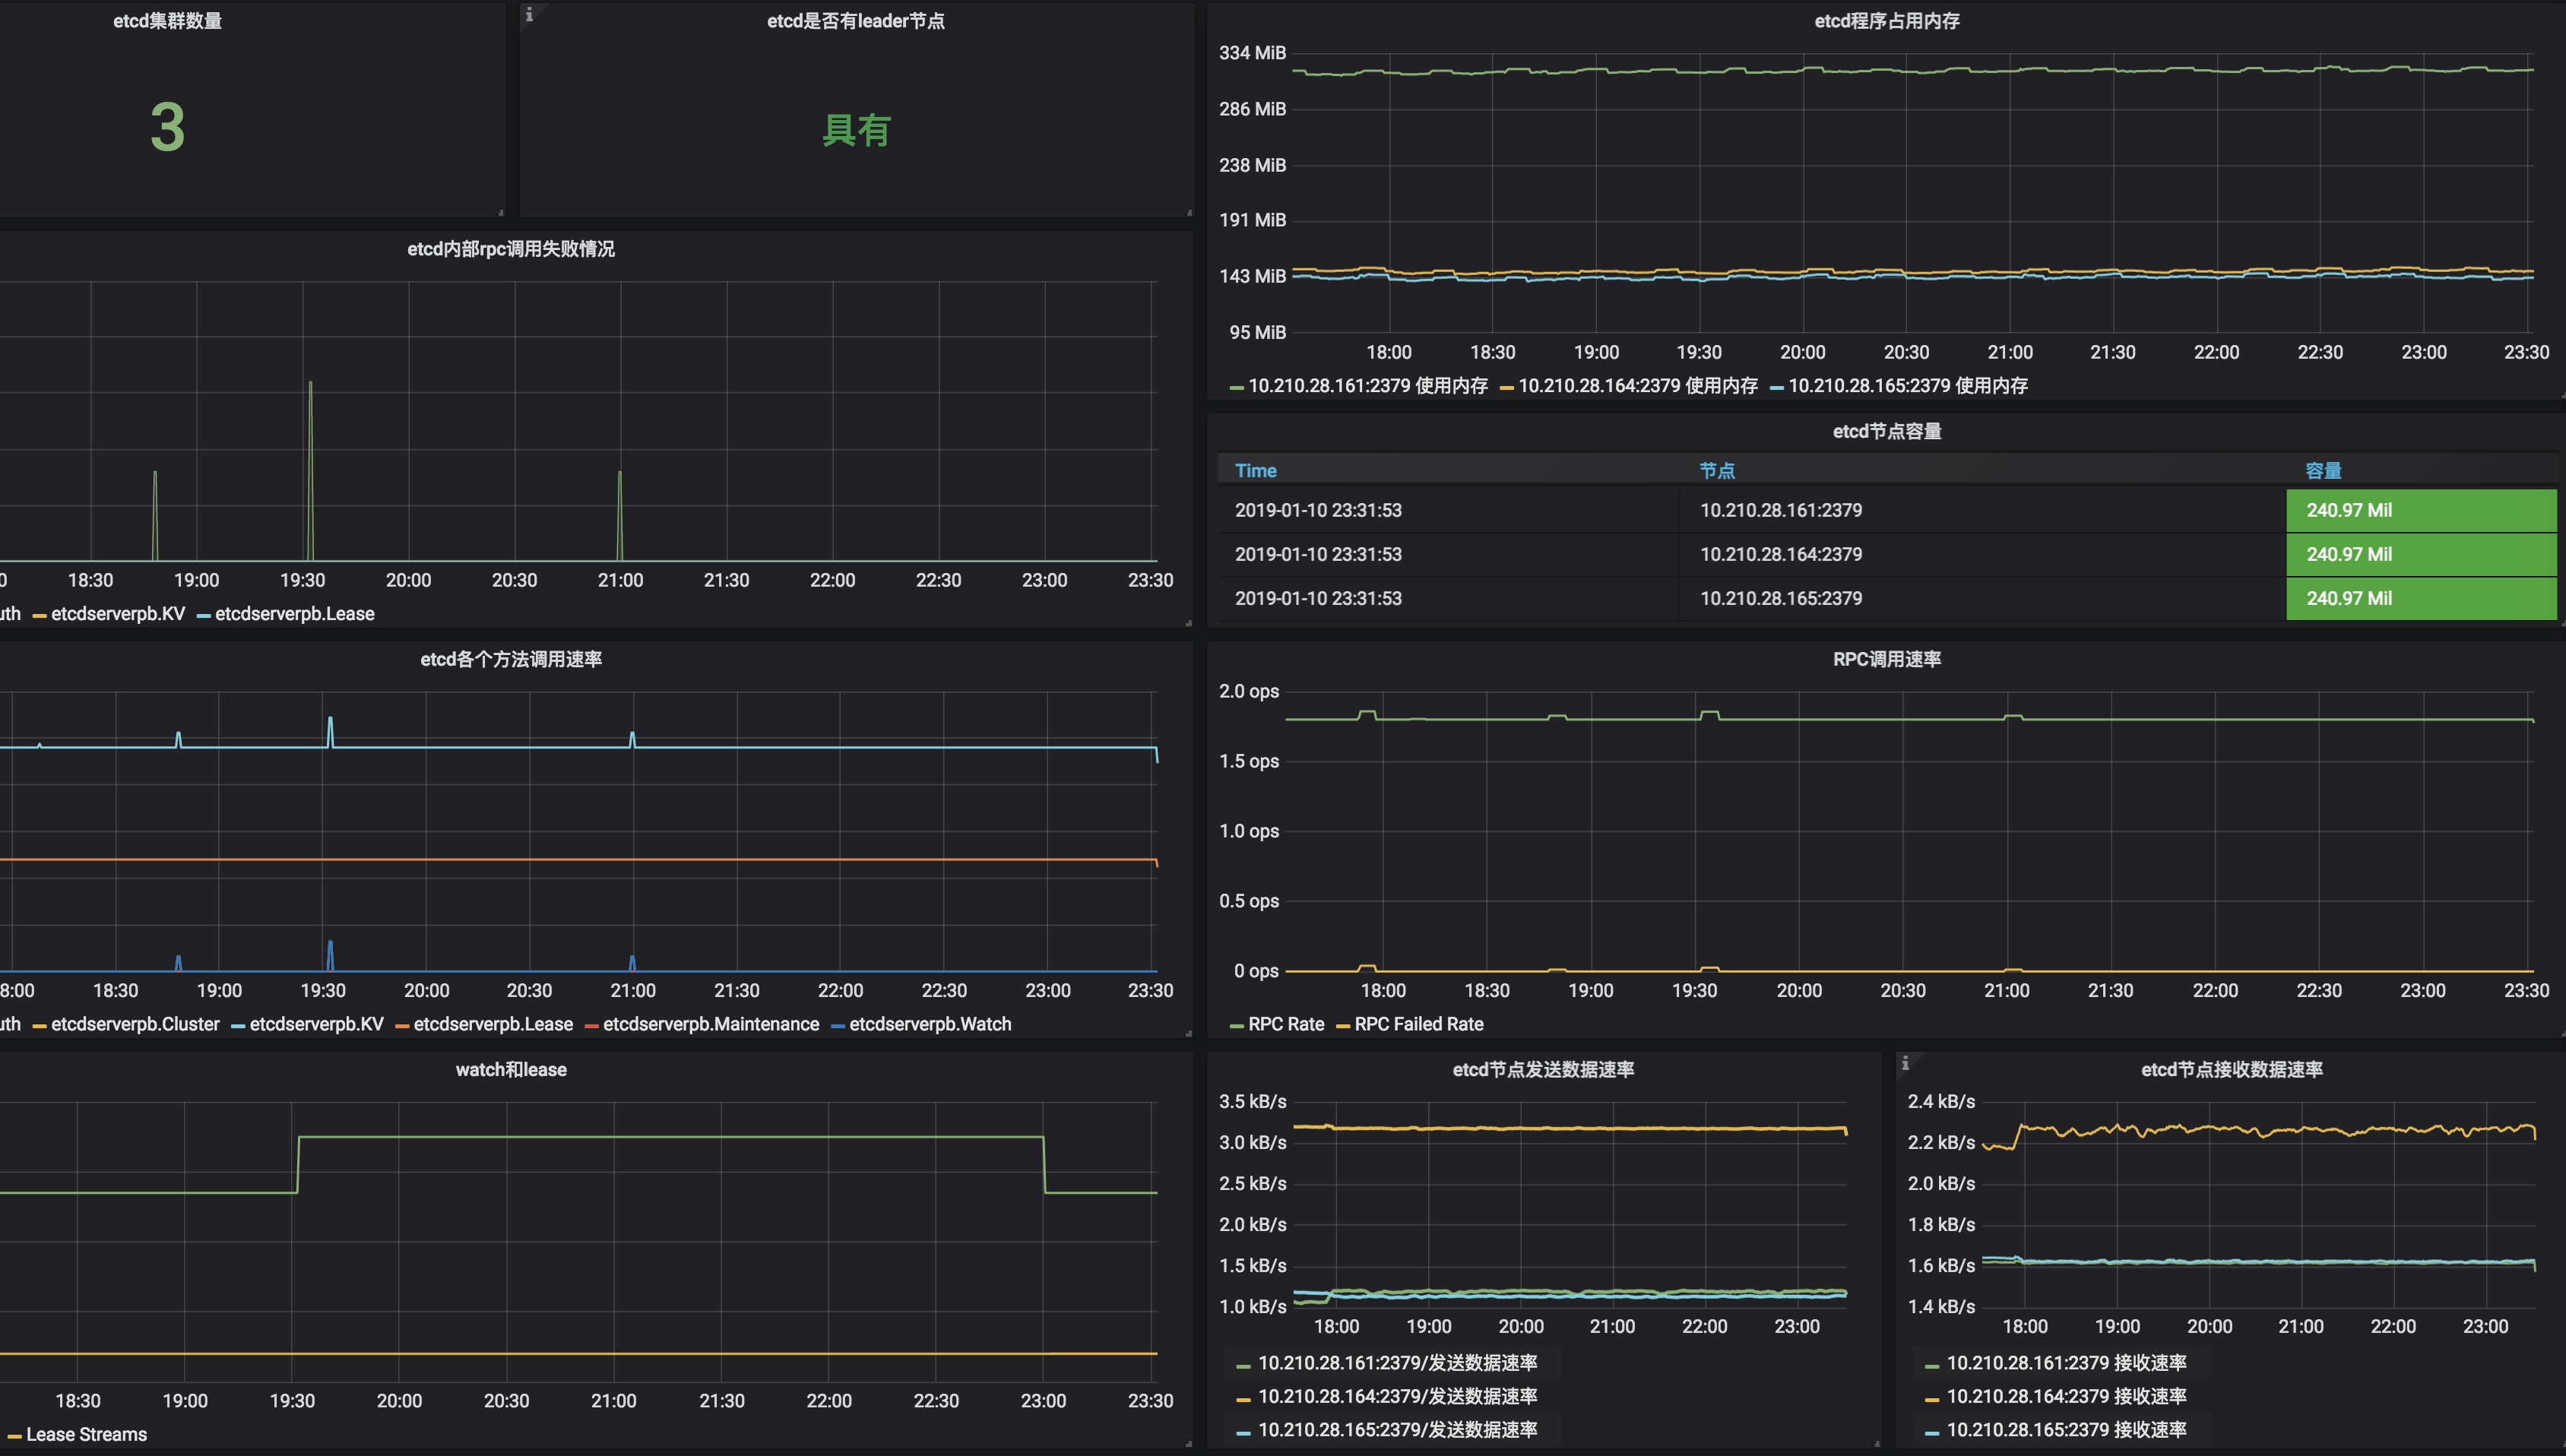 etcd集群数量
3
etcd是否有leader节点
具有
etcd程序占用内存
334 MiB
286 MiB
238 MiB
191 MiB
143 MiB
95 MiB
18:00 18:30 19:00 19:30 20:00 20:30 21:00 21:30 22:00 22:30 23:00 23:30
10.210.28.161:2379 使用内存 10.210.28.164:2379 使用内存 10.210.28.165:2379 使用内存
etcd内部rpc调用失败情况
0 18:30 19:00 19:30 20:00 20:30 21:00 21:30 22:00 22:30 23:00 23:30
uth etcdserverpb.KV etcdserverpb.Lease
etcd节点容量
Time 节点 容量
2019-01-10 23:31:53 10.210.28.161:2379 240.97 Mil
2019-01-10 23:31:53 10.210.28.164:2379 240.97 Mil
2019-01-10 23:31:53 10.210.28.165:2379 240.97 Mil
etcd各个方法调用速率
8:00 18:30 19:00 19:30 20:00 20:30 21:00 21:30 22:00 22:30 23:00 23:30
uth etcdserverpb.Cluster etcdserverpb.KV etcdserverpb.Lease etcdserverpb.Maintenance etcdserverpb.Watch
RPC调用速率
2.0 ops
1.5 ops
1.0 ops
0.5 ops
0 ops
18:00 18:30 19:00 19:30 20:00 20:30 21:00 21:30 22:00 22:30 23:00 23:30
RPC Rate RPC Failed Rate
watch和lease
18:30 19:00 19:30 20:00 20:30 21:00 21:30 22:00 22:30 23:00 23:30
Lease Streams
etcd节点发送数据速率
3.5 kB/s
3.0 kB/s
2.5 kB/s
2.0 kB/s
1.5 kB/s
1.0 kB/s
18:00 19:00 20:00 21:00 22:00 23:00
10.210.28.161:2379/发送数据速率
10.210.28.164:2379/发送数据速率
10.210.28.165:2379/发送数据速率
etcd节点接收数据速率
2.4 kB/s
2.2 kB/s
2.0 kB/s
1.8 kB/s
1.6 kB/s
1.4 kB/s
18:00 19:00 20:00 21:00 22:00 23:00
10.210.28.161:2379 接收速率
10.210.28.164:2379 接收速率
10.210.28.165:2379 接收速率